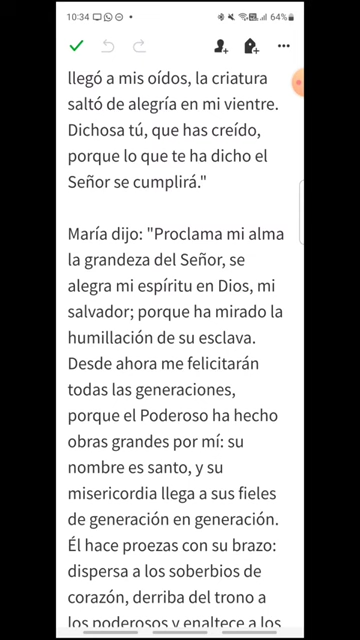 10:34
64%
llegó a mis oídos, la criatura
saltó de alegría en mi vientre.
Dichosa tú, que has creído,
porque lo que te ha dicho el
Señor se cumplirá."
María dijo: "Proclama mi alma
la grandeza del Señor, se
alegra mi espíritu en Dios, mi
salvador; porque ha mirado la
humillación de su esclava.
Desde ahora me felicitarán
todas las generaciones,
porque el Poderoso ha hecho
obras grandes por mí: su
nombre es santo, y su
misericordia llega a sus fieles
de generación en generación.
Él hace proezas con su brazo:
dispersa a los soberbios de
corazón, derriba del trono a
los poderosos y enaltece a los